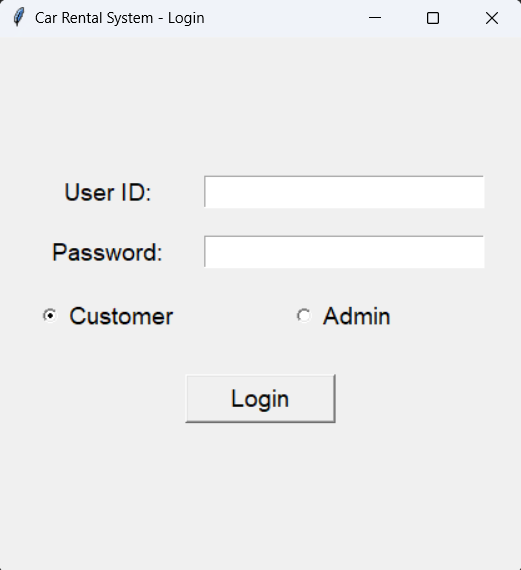 Car Rental System - Login
User ID:
Password:
Customer Admin
Login